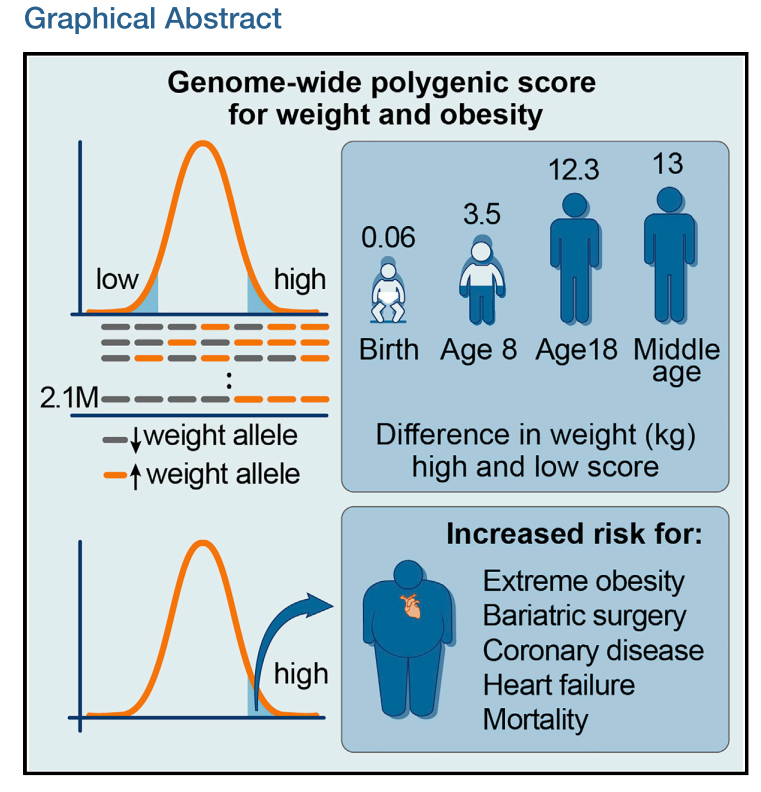 Graphical Abstract
Genome-wide polygenic score
for weight and obesity
low
high
2.1M
↓weight allele
↑weight allele
0.06
3.5
12.3
13
Birth
Age 8
Age18
Middle
age
Difference in weight (kg)
high and low score
high
Increased risk for:
Extreme obesity
Bariatric surgery
Coronary disease
Heart failure
Mortality